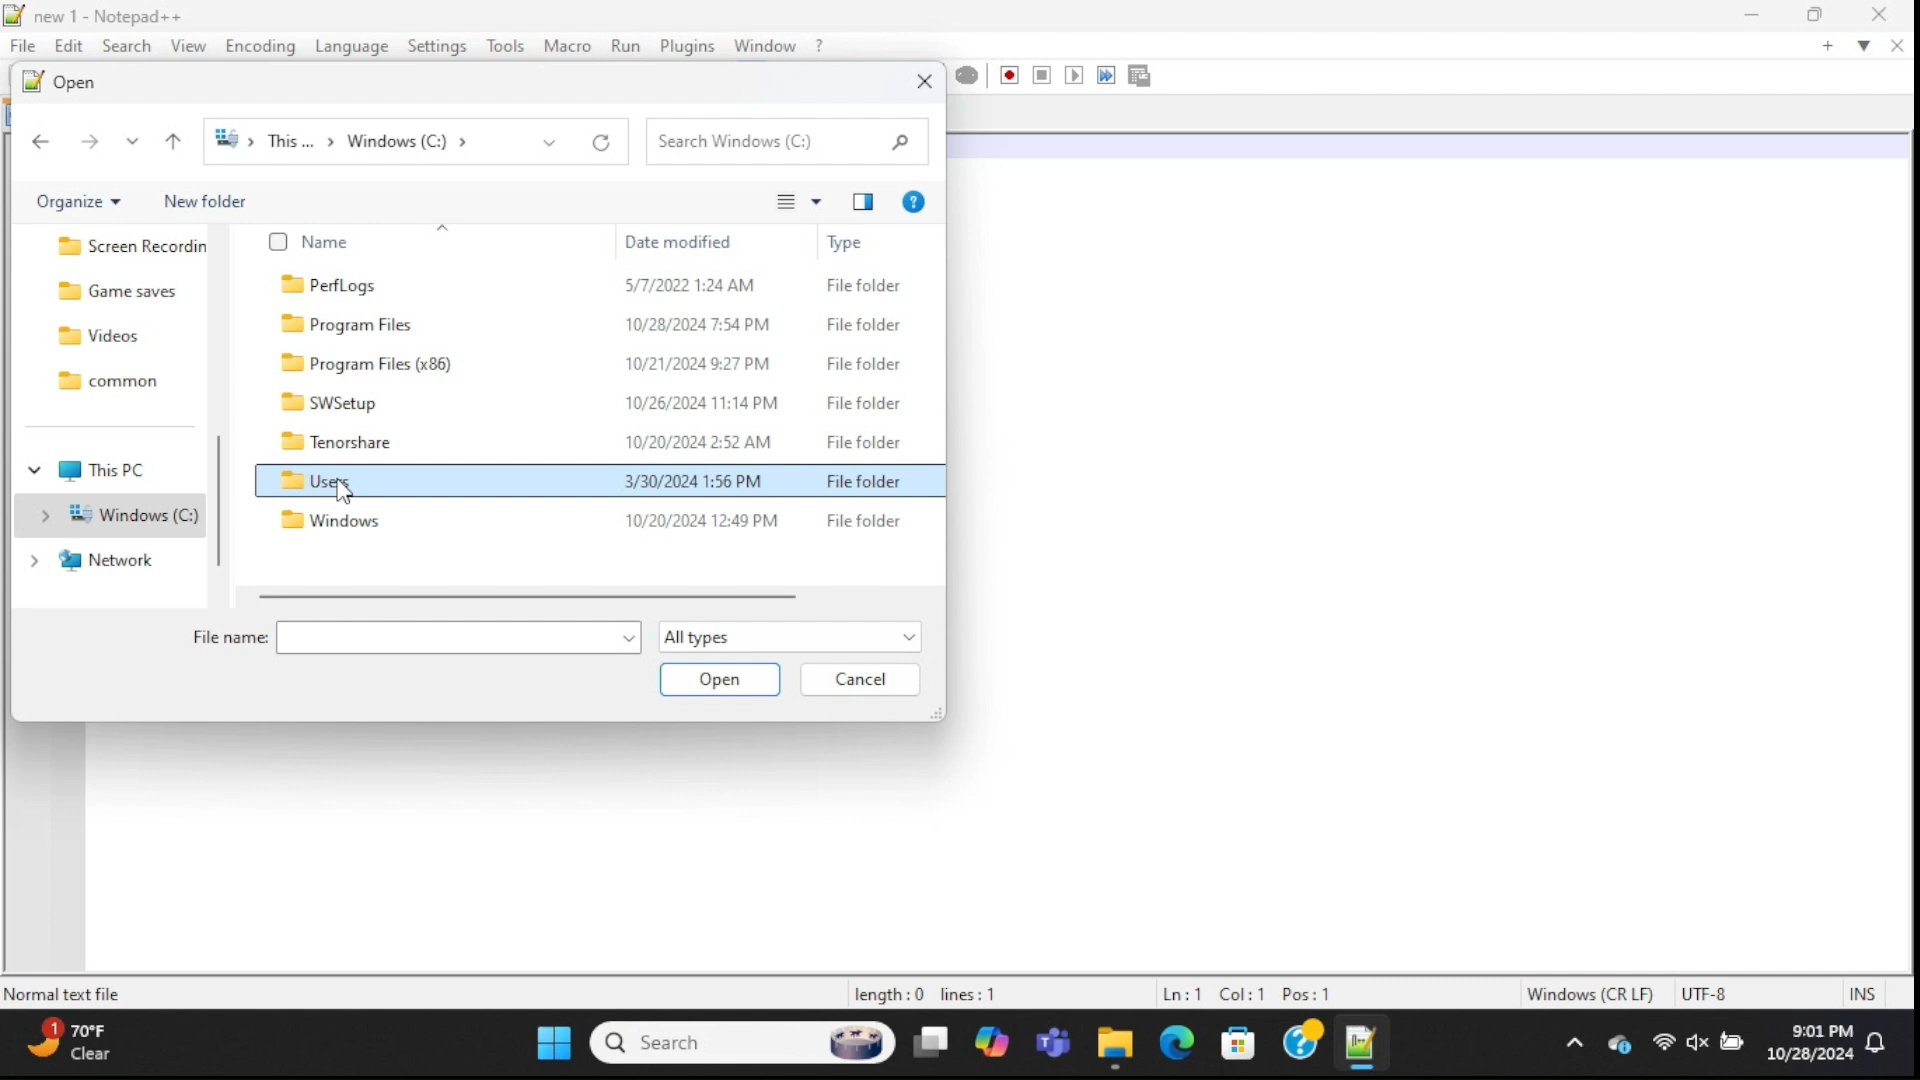 new 1 - Notepad++
File Edit Search View Encoding Language Settings Tools Macro Run Plugins Window ?
Open
This ... Windows (C:)
Search Windows (C:)
Organize New folder
Name Date modified Type
Screen Recordin
Game saves
Videos
common
This PC
Windows (C:)
Network
PerfLogs 5/7/2022 1:24 AM File folder
Program Files 10/28/2024 7:54 PM File folder
Program Files (x86) 10/21/2024 9:27 PM File folder
SWSetup 10/26/2024 11:14 PM File folder
Tenorshare 10/20/2024 2:52 AM File folder
Users 3/30/2024 1:56 PM File folder
Windows 10/20/2024 12:49 PM File folder
File name: All types
Open Cancel
Normal text file length : 0 lines : 1 Ln : 1 Col : 1 Pos : 1 Windows (CR LF) UTF-8 INS
1 70°F
Clear
Search
9:01 PM
10/28/2024